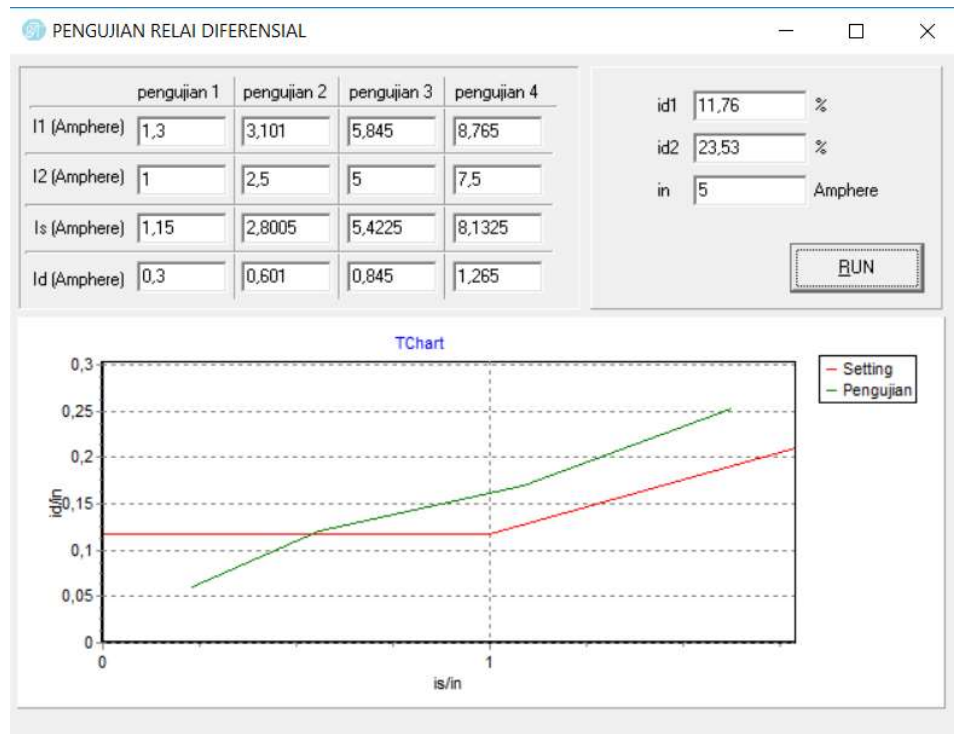 PENGUJIAN RELAI DIFERENSIAL
pengujian 1 pengujian 2 pengujian 3 pengujian 4
I1 (Amphere) 1,3 3,101 5,845 8,765
I2 (Amphere) 1 2,5 5 7,5
Is (Amphere) 1,15 2,8005 5,4225 8,1325
Id (Amphere) 0,3 0,601 0,845 1,265
id1 11,76 %
id2 23,53 %
in 5 Amphere
RUN
TChart
0,3
0,25
0,2
0,15
0,1
0,05
0
id/in
0 1
is/in
Setting
Pengujian